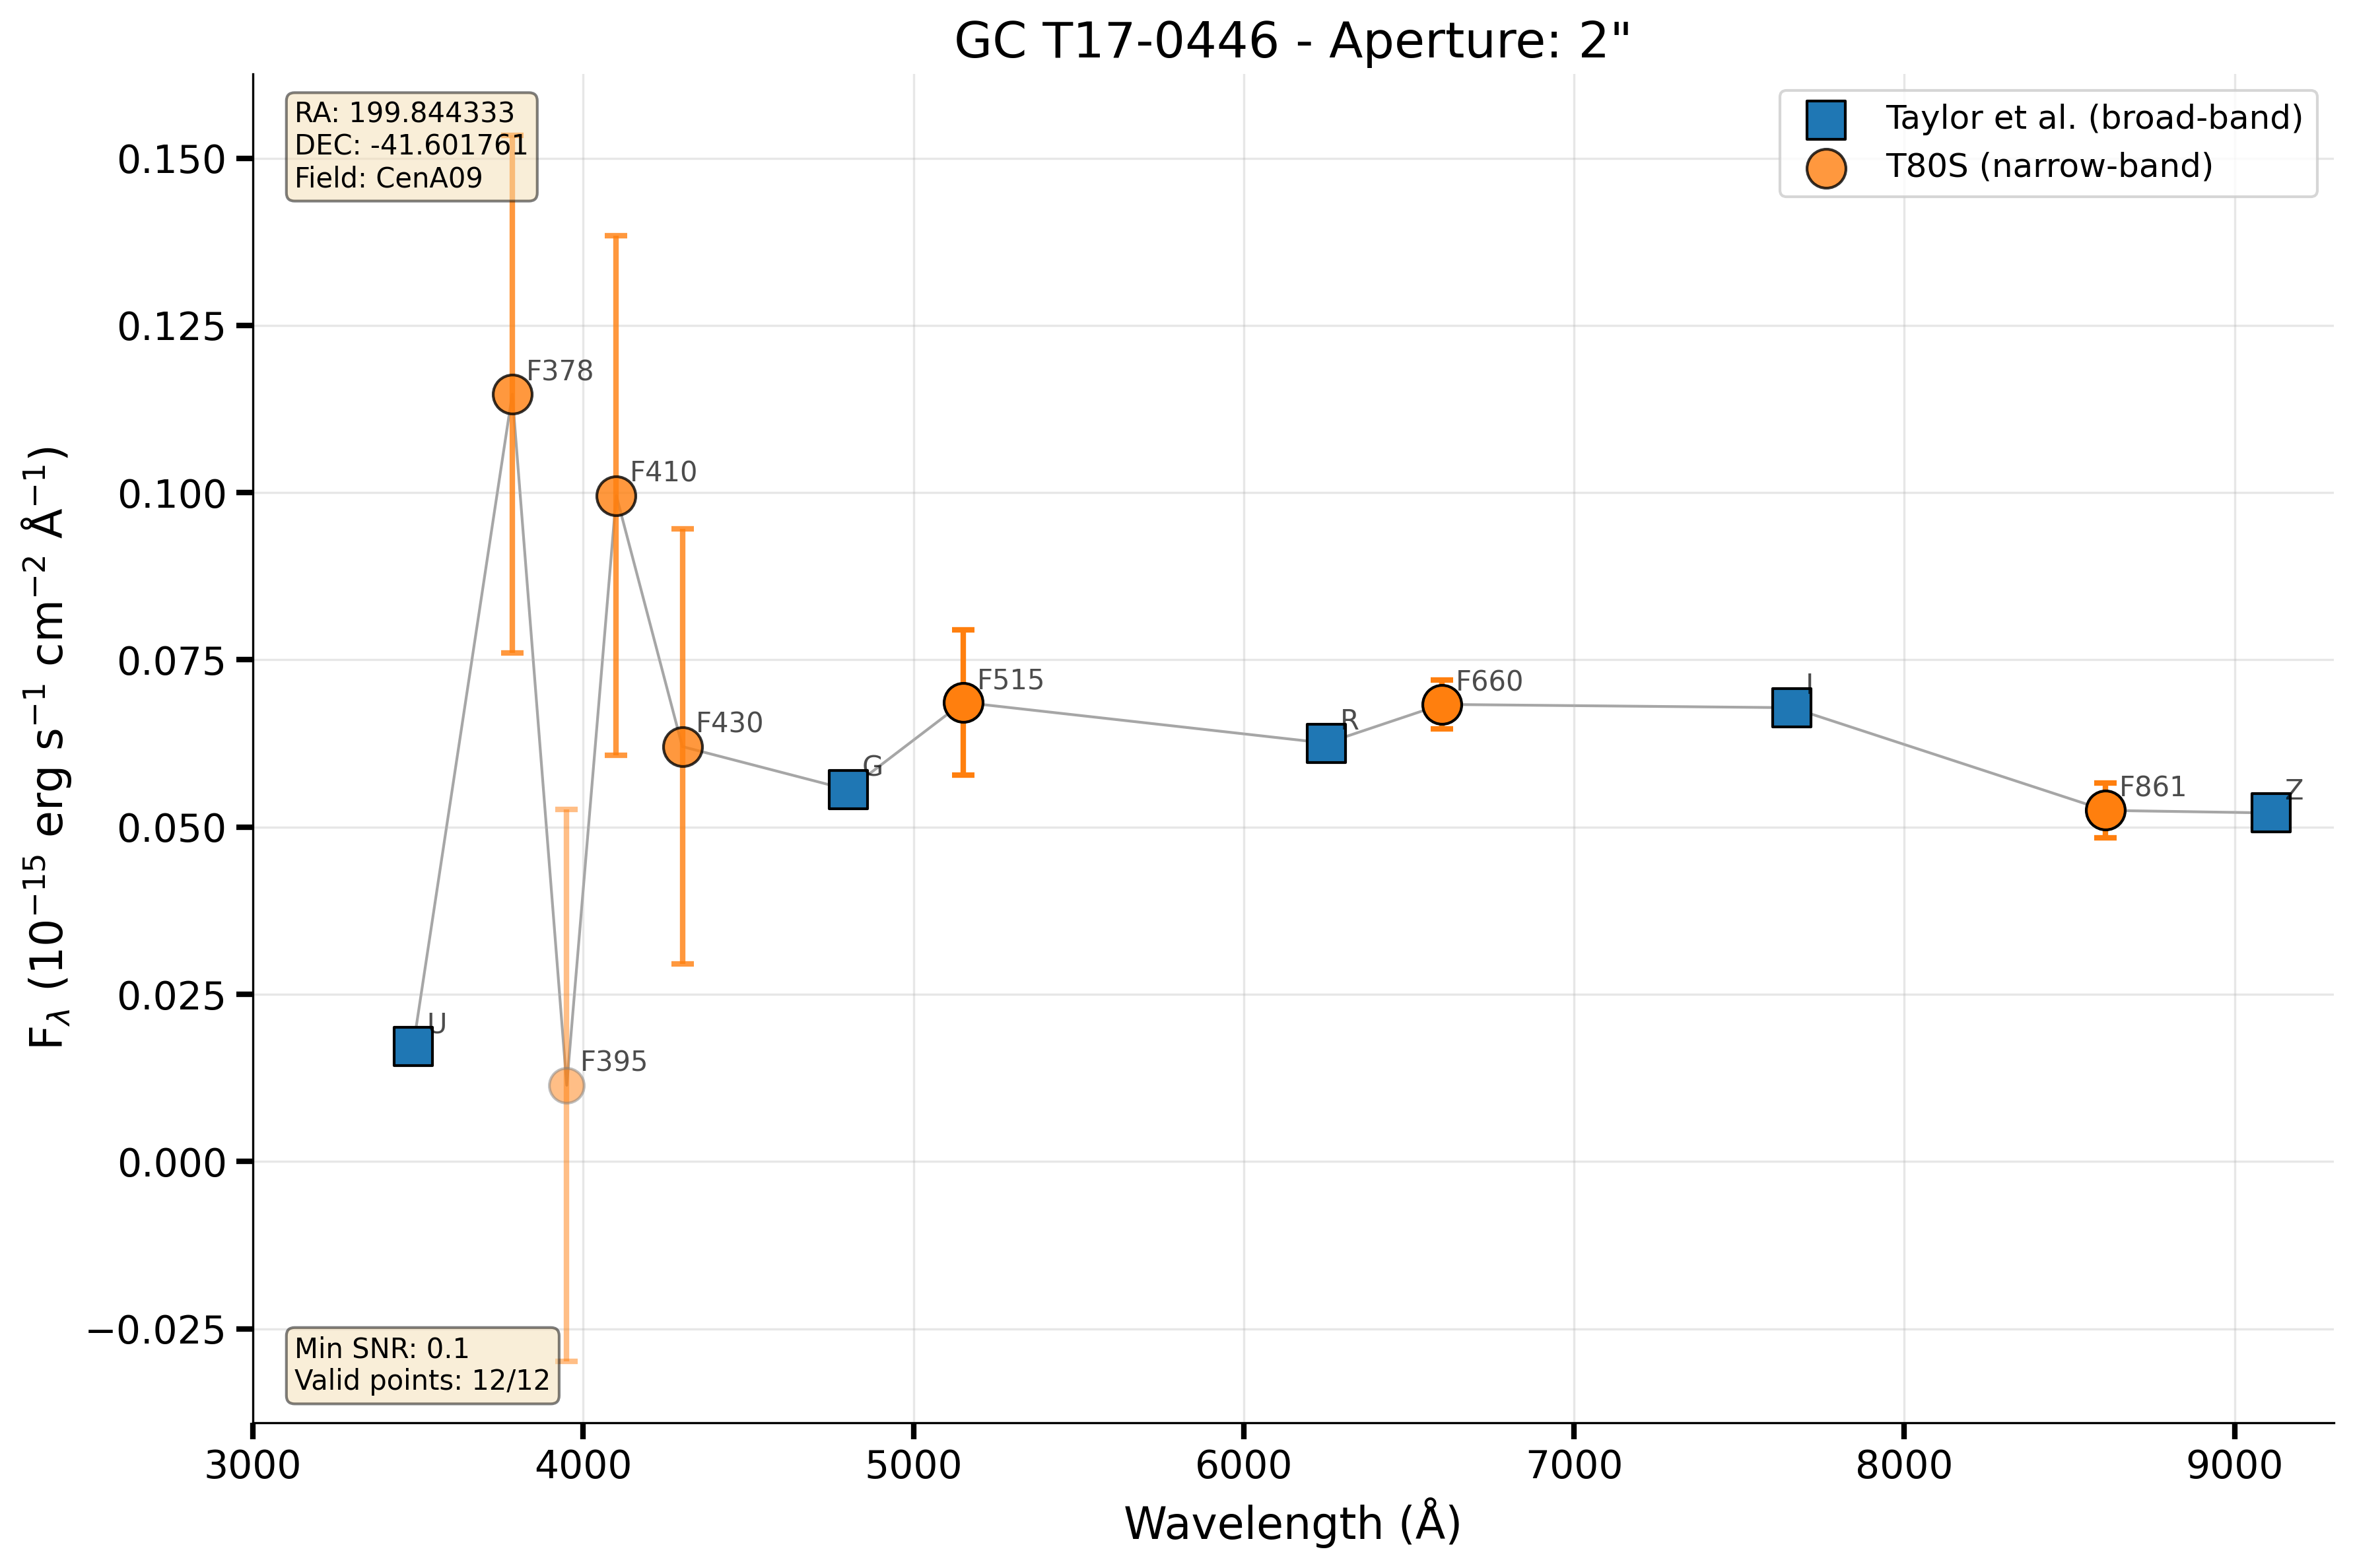 GC T17-0446 - Aperture: 2"
RA: 199.844333
DEC: -41.601761
Field: CenA09
Taylor et al. (broad-band)
T80S (narrow-band)
0.150
0.125
0.100
0.075
0.050
0.025
0.000
−0.025
F378
F410
F430
F515
F660
I
R
G
F861
Z
U
F395
Min SNR: 0.1
Valid points: 12/12
3000 4000 5000 6000 7000 8000 9000
Wavelength (Å)
Fλ (10⁻¹⁵ erg s⁻¹ cm⁻² Å⁻¹)